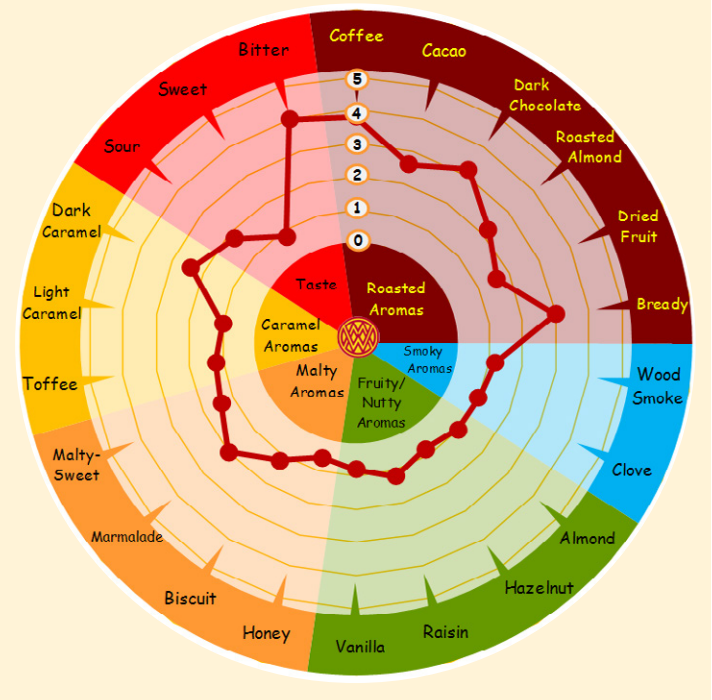 Coffee
Cacao
Dark
Chocolate
Roasted
Almond
Dried
Fruit
Bready
Wood
Smoke
Clove
Almond
Hazelnut
Raisin
Vanilla
Honey
Biscuit
Marmalade
Malty-
Sweet
Toffee
Light
Caramel
Dark
Caramel
Sour
Sweet
Bitter
5
4
3
2
1
0
Taste
Roasted
Aromas
Smoky
Aromas
Fruity/
Nutty
Aromas
Malty
Aromas
Caramel
Aromas